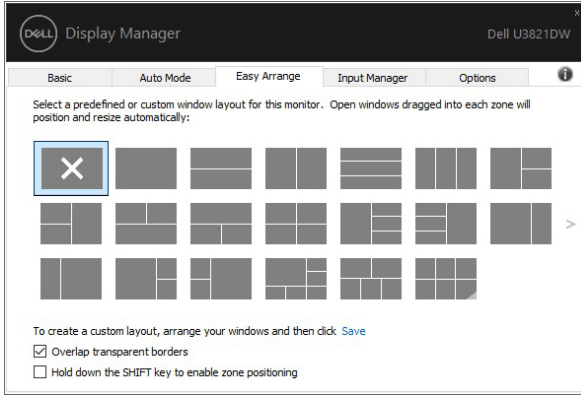 DELL Display Manager
Dell U3821DW
Basic Auto Mode Easy Arrange Input Manager Options
Select a predefined or custom window layout for this monitor. Open windows dragged into each zone will
position and resize automatically:
To create a custom layout, arrange your windows and then click Save
Overlap transparent borders
Hold down the SHIFT key to enable zone positioning